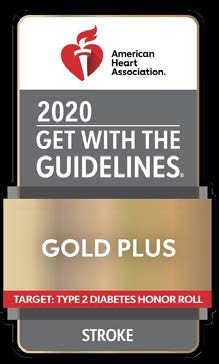 American
Heart
Association®
2020
GET WITH THE
GUIDELINES®
GOLD PLUS
TARGET: TYPE 2 DIABETES HONOR ROLL
STROKE